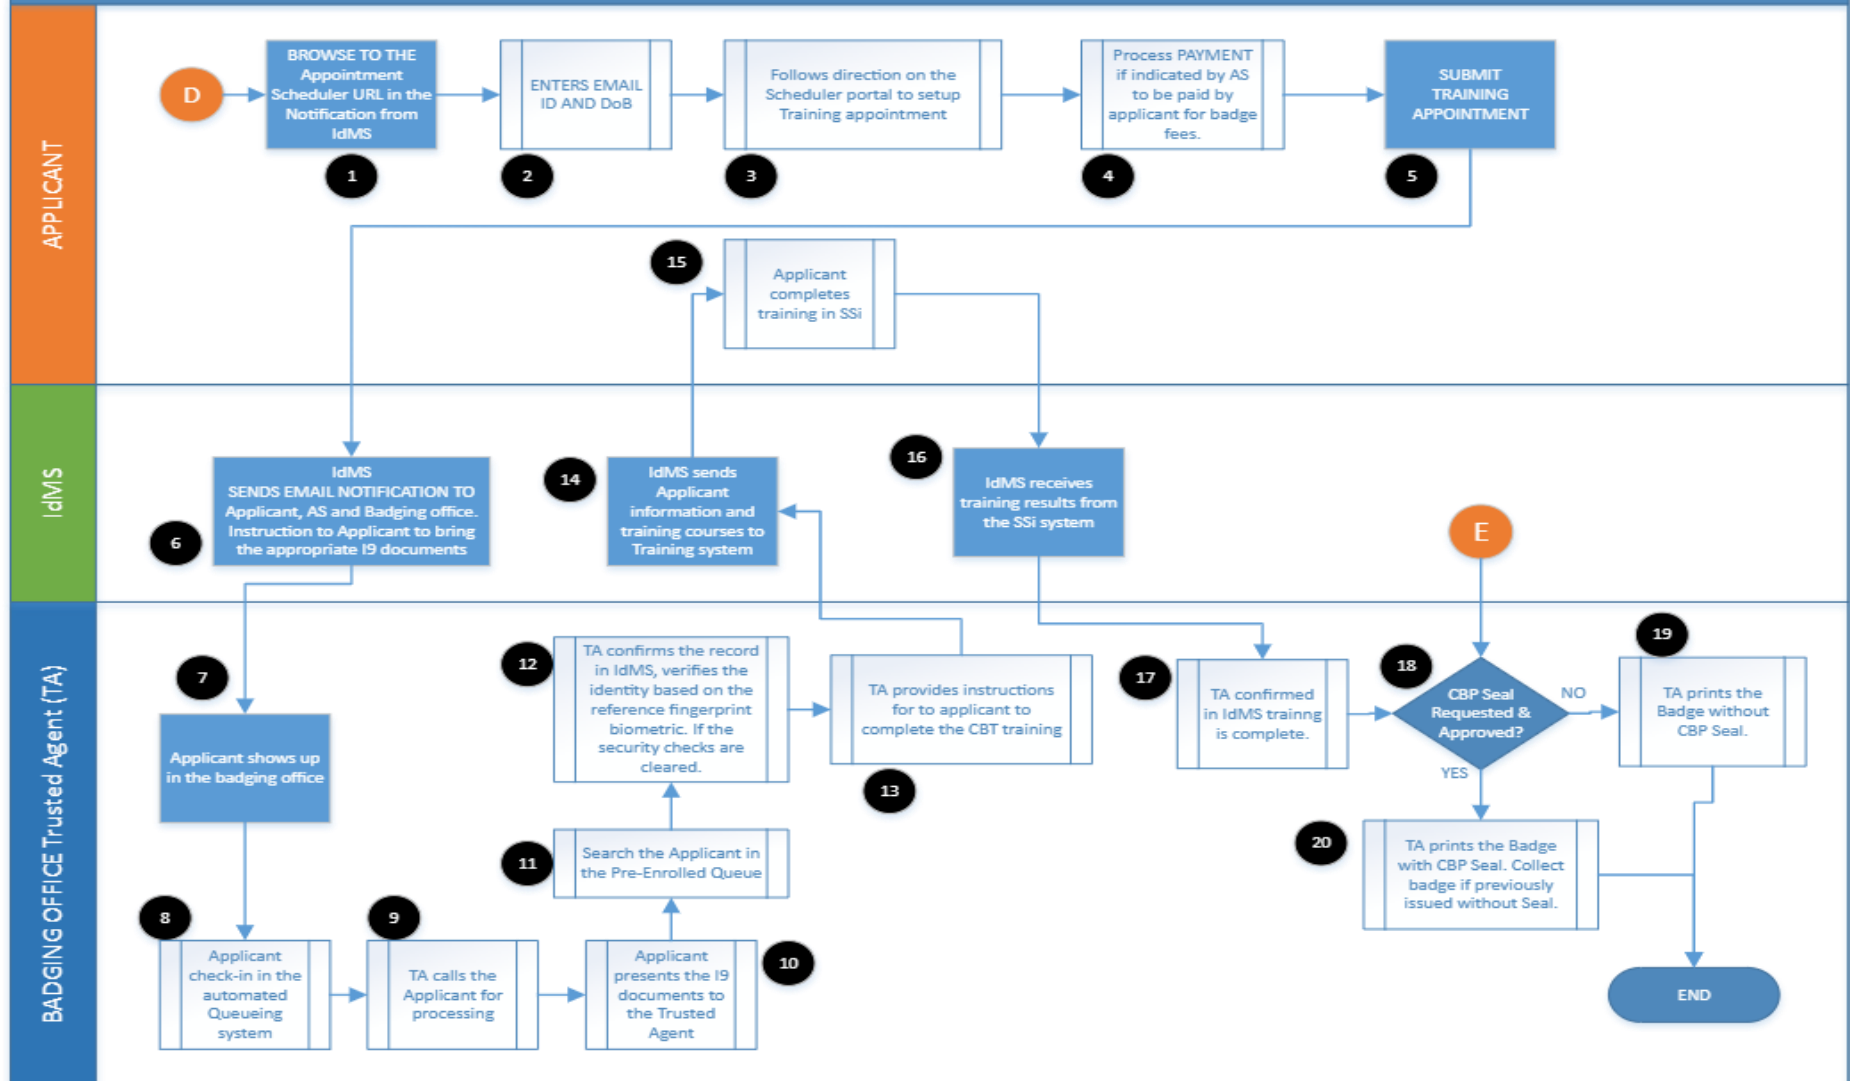 APPLICANT
D
BROWSE TO THE
Appointment
Scheduler URL in the
Notification from
IdMS
1
ENTERS EMAIL
ID AND DoB
2
Follows direction on the
Scheduler portal to setup
Training appointment
3
Process PAYMENT
if indicated by AS
to be paid by
applicant for badge
fees.
4
SUBMIT
TRAINING
APPOINTMENT
5
15
Applicant
completes
training in SSi
IdMS
6
IdMS
SENDS EMAIL NOTIFICATION TO
Applicant, AS and Badging office.
Instruction to Applicant to bring
the appropriate I9 documents
14
IdMS sends
Applicant
information and
training courses to
Training system
16
IdMS receives
training results from
the SSi system
E
BADGING OFFICE Trusted Agent (TA)
7
Applicant shows up
in the badging office
8
Applicant
check-in in the
automated
Queueing
system
9
TA calls the
Applicant for
processing
10
Applicant
presents the I9
documents to
the Trusted
Agent
11
Search the Applicant in
the Pre-Enrolled Queue
12
TA confirms the record
in IdMS, verifies the
identity based on the
reference fingerprint
biometric. If the
security checks are
cleared.
TA provides instructions
for to applicant to
complete the CBT training
13
17
TA confirmed
in IdMS trainng
is complete.
18
CBP Seal
Requested &
Approved?
NO
YES
19
TA prints the
Badge without
CBP Seal.
20
TA prints the Badge
with CBP Seal. Collect
badge if previously
issued without Seal.
END